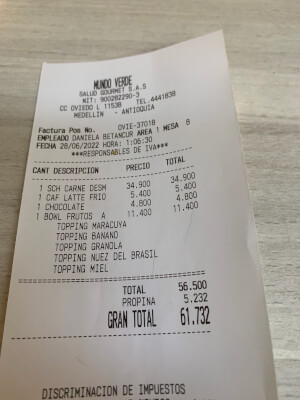 MUNDO VERDE
SALUD GOURMET S.A.S
NIT: 900282290-3
CC OVIEDO L 1153B TEL.4441838
MEDELLIN - ANTIOQUIA
Factura Pos No. OVIE-37018
EMPLEADO DANIELA BETANCUR AREA 1 MESA 8
FECHA 28/06/2022 HORA: 1:06:30
***RESPONSABLES DE IVA***
CANT DESCRIPCION PRECIO TOTAL
1 SCH CARNE DESM 34.900 34.900
1 CAF LATTE FRIO 5.400 5.400
1 CHOCOLATE 4.800 4.800
1 BOWL FRUTOS A 11.400 11.400
TOPPING MARACUYA
TOPPING BANANO
TOPPING GRANOLA
TOPPING NUEZ DEL BRASIL
TOPPING MIEL
TOTAL 56.500
PROPINA 5.232
GRAN TOTAL 61.732
DISCRIMINACION DE IMPUESTOS